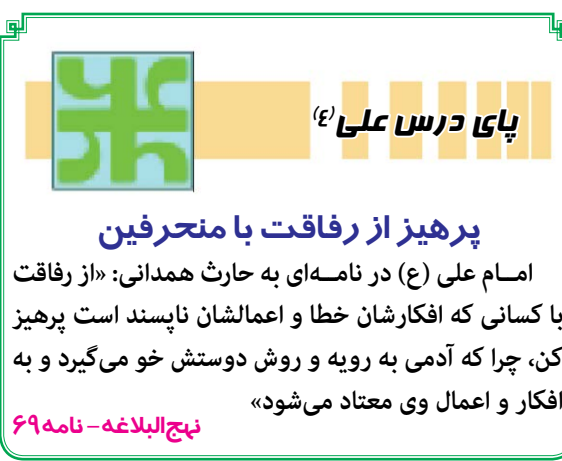 پای درس علی (ع)
پرهیز از رفاقت با منحرفین
امــام علی (ع) در نامــه‌ای به حارث همدانی: «از رفاقت
با کسانی که افکارشان خطا و اعمالشان ناپسند است پرهیز
کن، چرا که آدمی به رویه و روش دوستش خو می‌گیرد و به
افکار و اعمال وی معتاد می‌شود»
نهج‌البلاغه - نامه ۶۹